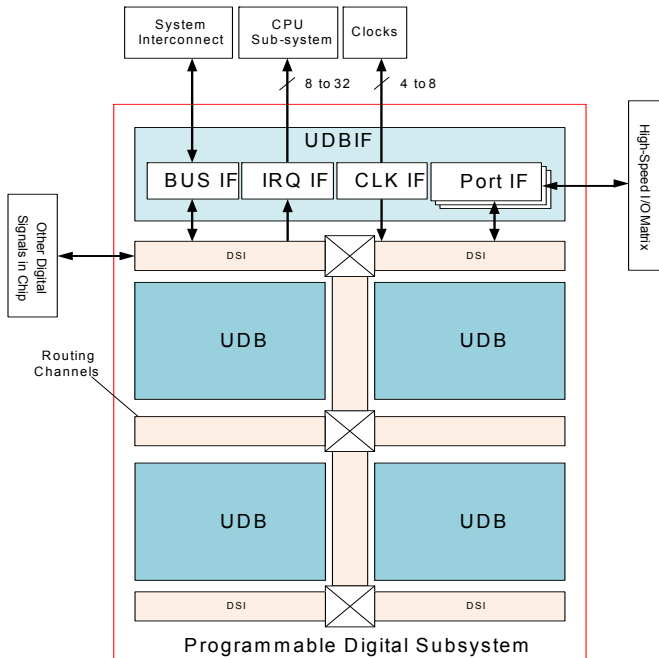 System
Interconnect
CPU
Sub-system
Clocks
8 to 32
4 to 8
High-Speed I/O Matrix
UDBIF
BUS IF
IRQ IF
CLK IF
Port IF
Other Digital
Signals in Chip
DSI
DSI
UDB
UDB
Routing
Channels
UDB
UDB
DSI
DSI
Programmable Digital Subsystem